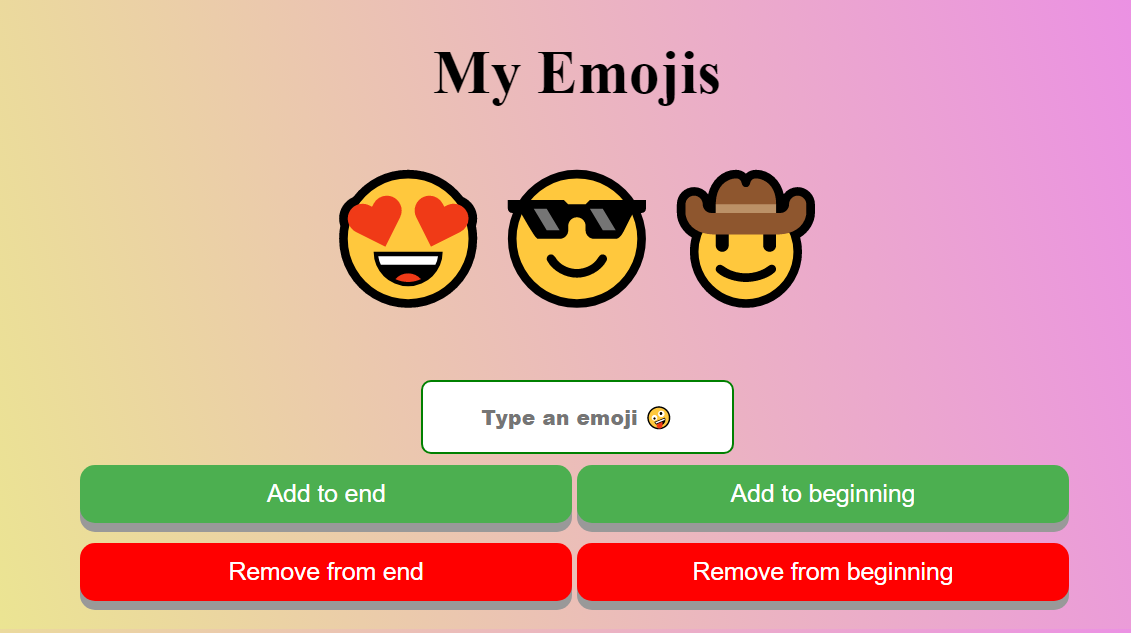 My Emojis
Type an emoji 🤪
Add to end
Add to beginning
Remove from end
Remove from beginning